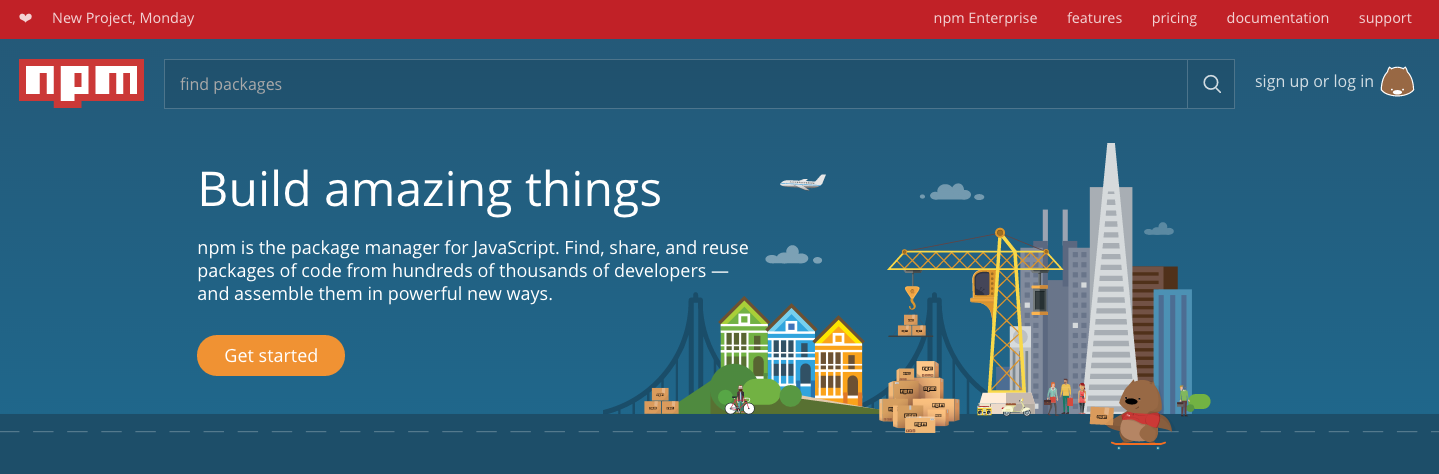 ❤ New Project, Monday
npm Enterprise features pricing documentation support
npm
find packages
sign up or log in
Build amazing things
npm is the package manager for JavaScript. Find, share, and reuse
packages of code from hundreds of thousands of developers —
and assemble them in powerful new ways.
Get started